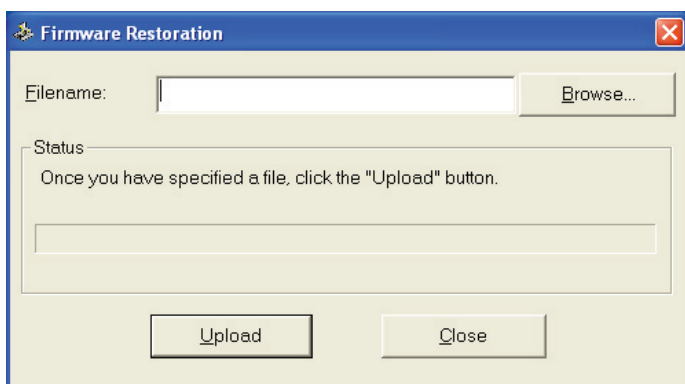 Firmware Restoration
Filename:
Browse...
Status
Once you have specified a file, click the "Upload" button.
Upload
Close